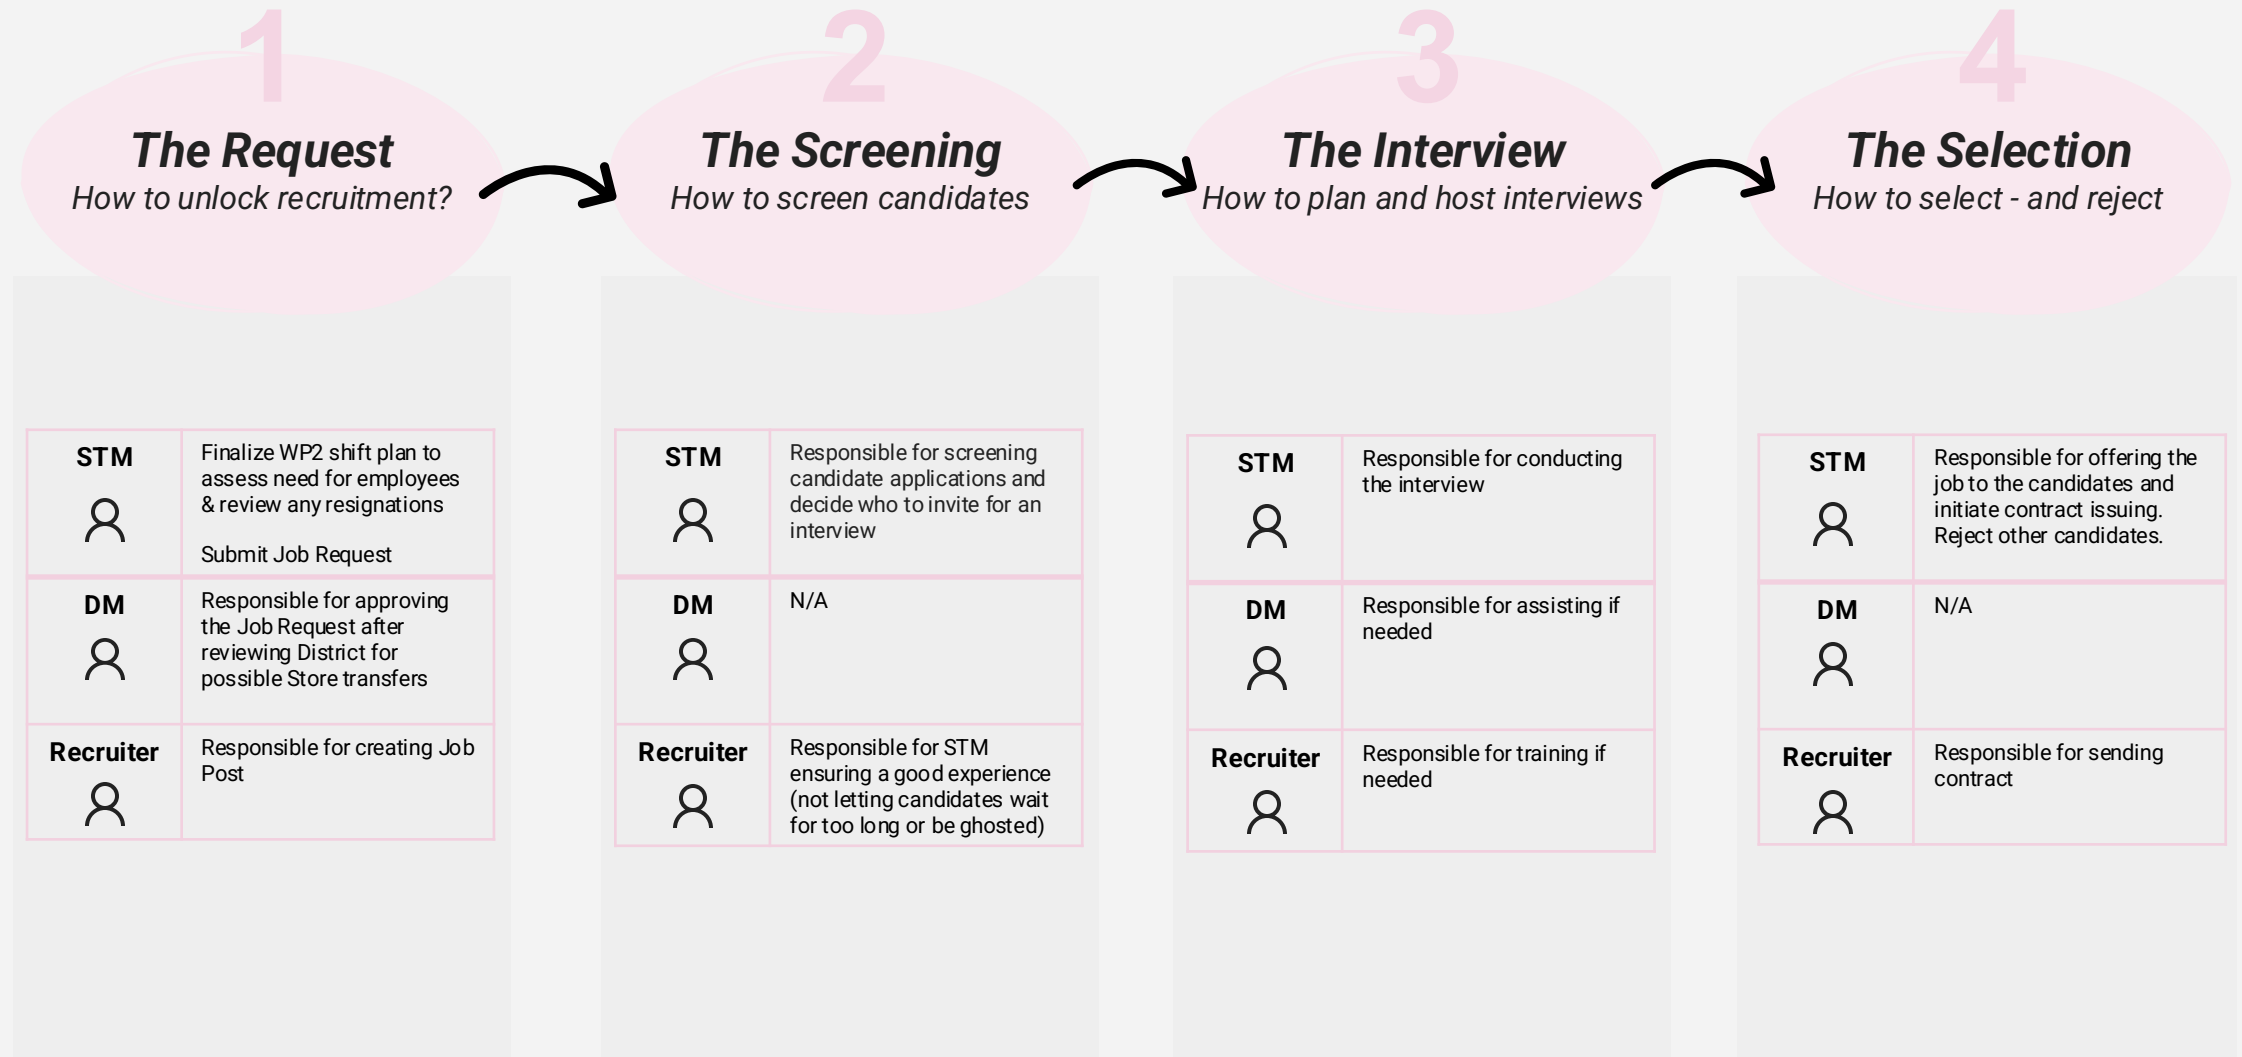 1
The Request
How to unlock recruitment?
STM
Finalize WP2 shift plan to
assess need for employees
& review any resignations
Submit Job Request
DM
Responsible for approving
the Job Request after
reviewing District for
possible Store transfers
Recruiter
Responsible for creating Job
Post
2
The Screening
How to screen candidates
STM
Responsible for screening
candidate applications and
decide who to invite for an
interview
DM
N/A
Recruiter
Responsible for STM
ensuring a good experience
(not letting candidates wait
for too long or be ghosted)
3
The Interview
How to plan and host interviews
STM
Responsible for conducting
the interview
DM
Responsible for assisting if
needed
Recruiter
Responsible for training if
needed
4
The Selection
How to select - and reject
STM
Responsible for offering the
job to the candidates and
initiate contract issuing.
Reject other candidates.
DM
N/A
Recruiter
Responsible for sending
contract